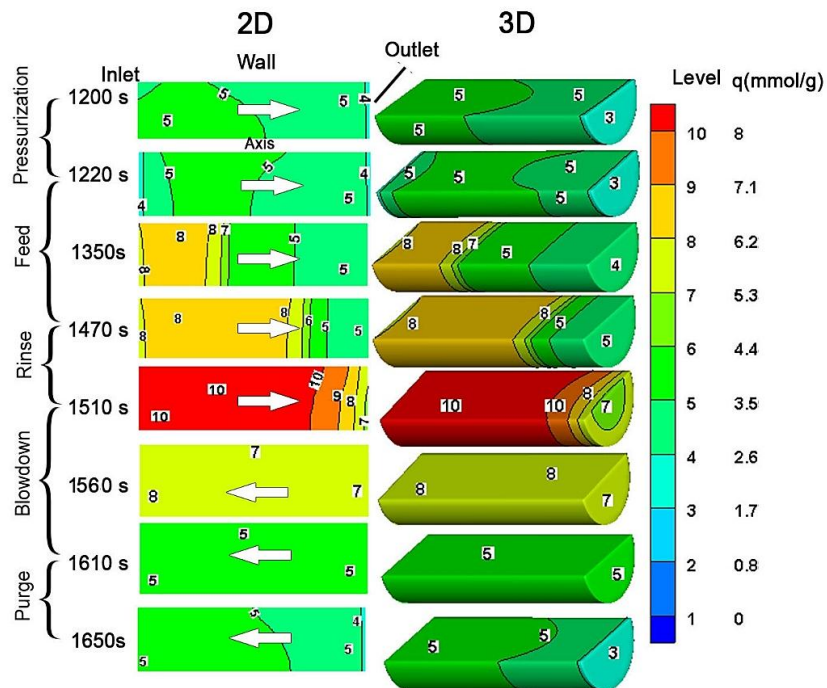 2D 3D
Inlet Wall Outlet
Level q(mmol/g)
Pressurization
Feed
Rinse
Blowdown
Purge
1200 s
5 5 5 4
5 5 5 3
Axis
1220 s
4 5 5 5 4
5 5 5 5 3
1350s
8 8 8 7 5 5
8 8 7 5 4
1470 s
8 8 8 6 5 5
8 8 5 5
1510 s
10 10 10 9 8 7
10 10 8 7
1560 s
8 7 7
8 8 7
1610 s
5 5 5
5 5
1650s
5 5 5 4
5 5 3
10 8
9 7.1
8 6.2
7 5.3
6 4.4
5 3.5
4 2.6
3 1.7
2 0.8
1 0